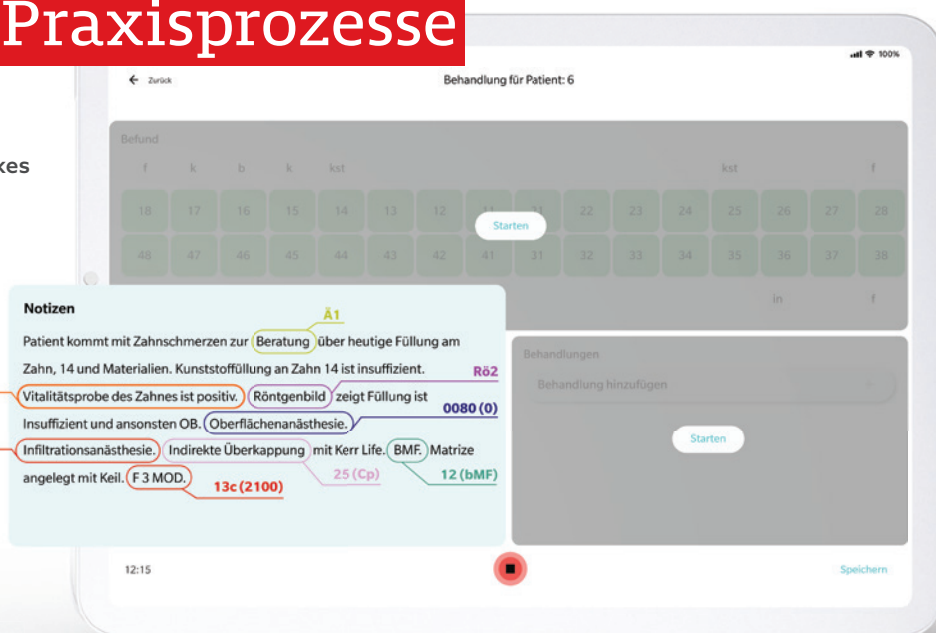 Praxisprozesse
100%
Zurück
Behandlung für Patient: 6
kes
Befund
f k b k kst kst f
18 17 16 15 14 13 12 11 21 22 23 24 25 26 27 28
Starten
48 47 46 45 44 43 42 41 31 32 33 34 35 36 37 38
in f
Notizen
Ä1
Patient kommt mit Zahnschmerzen zur Beratung über heutige Füllung am
Zahn, 14 und Materialien. Kunststoffüllung an Zahn 14 ist insuffizient.
Rö2
Vitalitätsprobe des Zahnes ist positiv. Röntgenbild zeigt Füllung ist
0080 (0)
Insuffizient und ansonsten OB. Oberflächenanästhesie.
Infiltrationsanästhesie. Indirekte Überkappung mit Kerr Life. BMF. Matrize
angelegt mit Keil. F 3 MOD.
25 (Cp)
12 (bMF)
13c (2100)
Behandlungen
Behandlung hinzufügen
Starten
12:15
Speichern